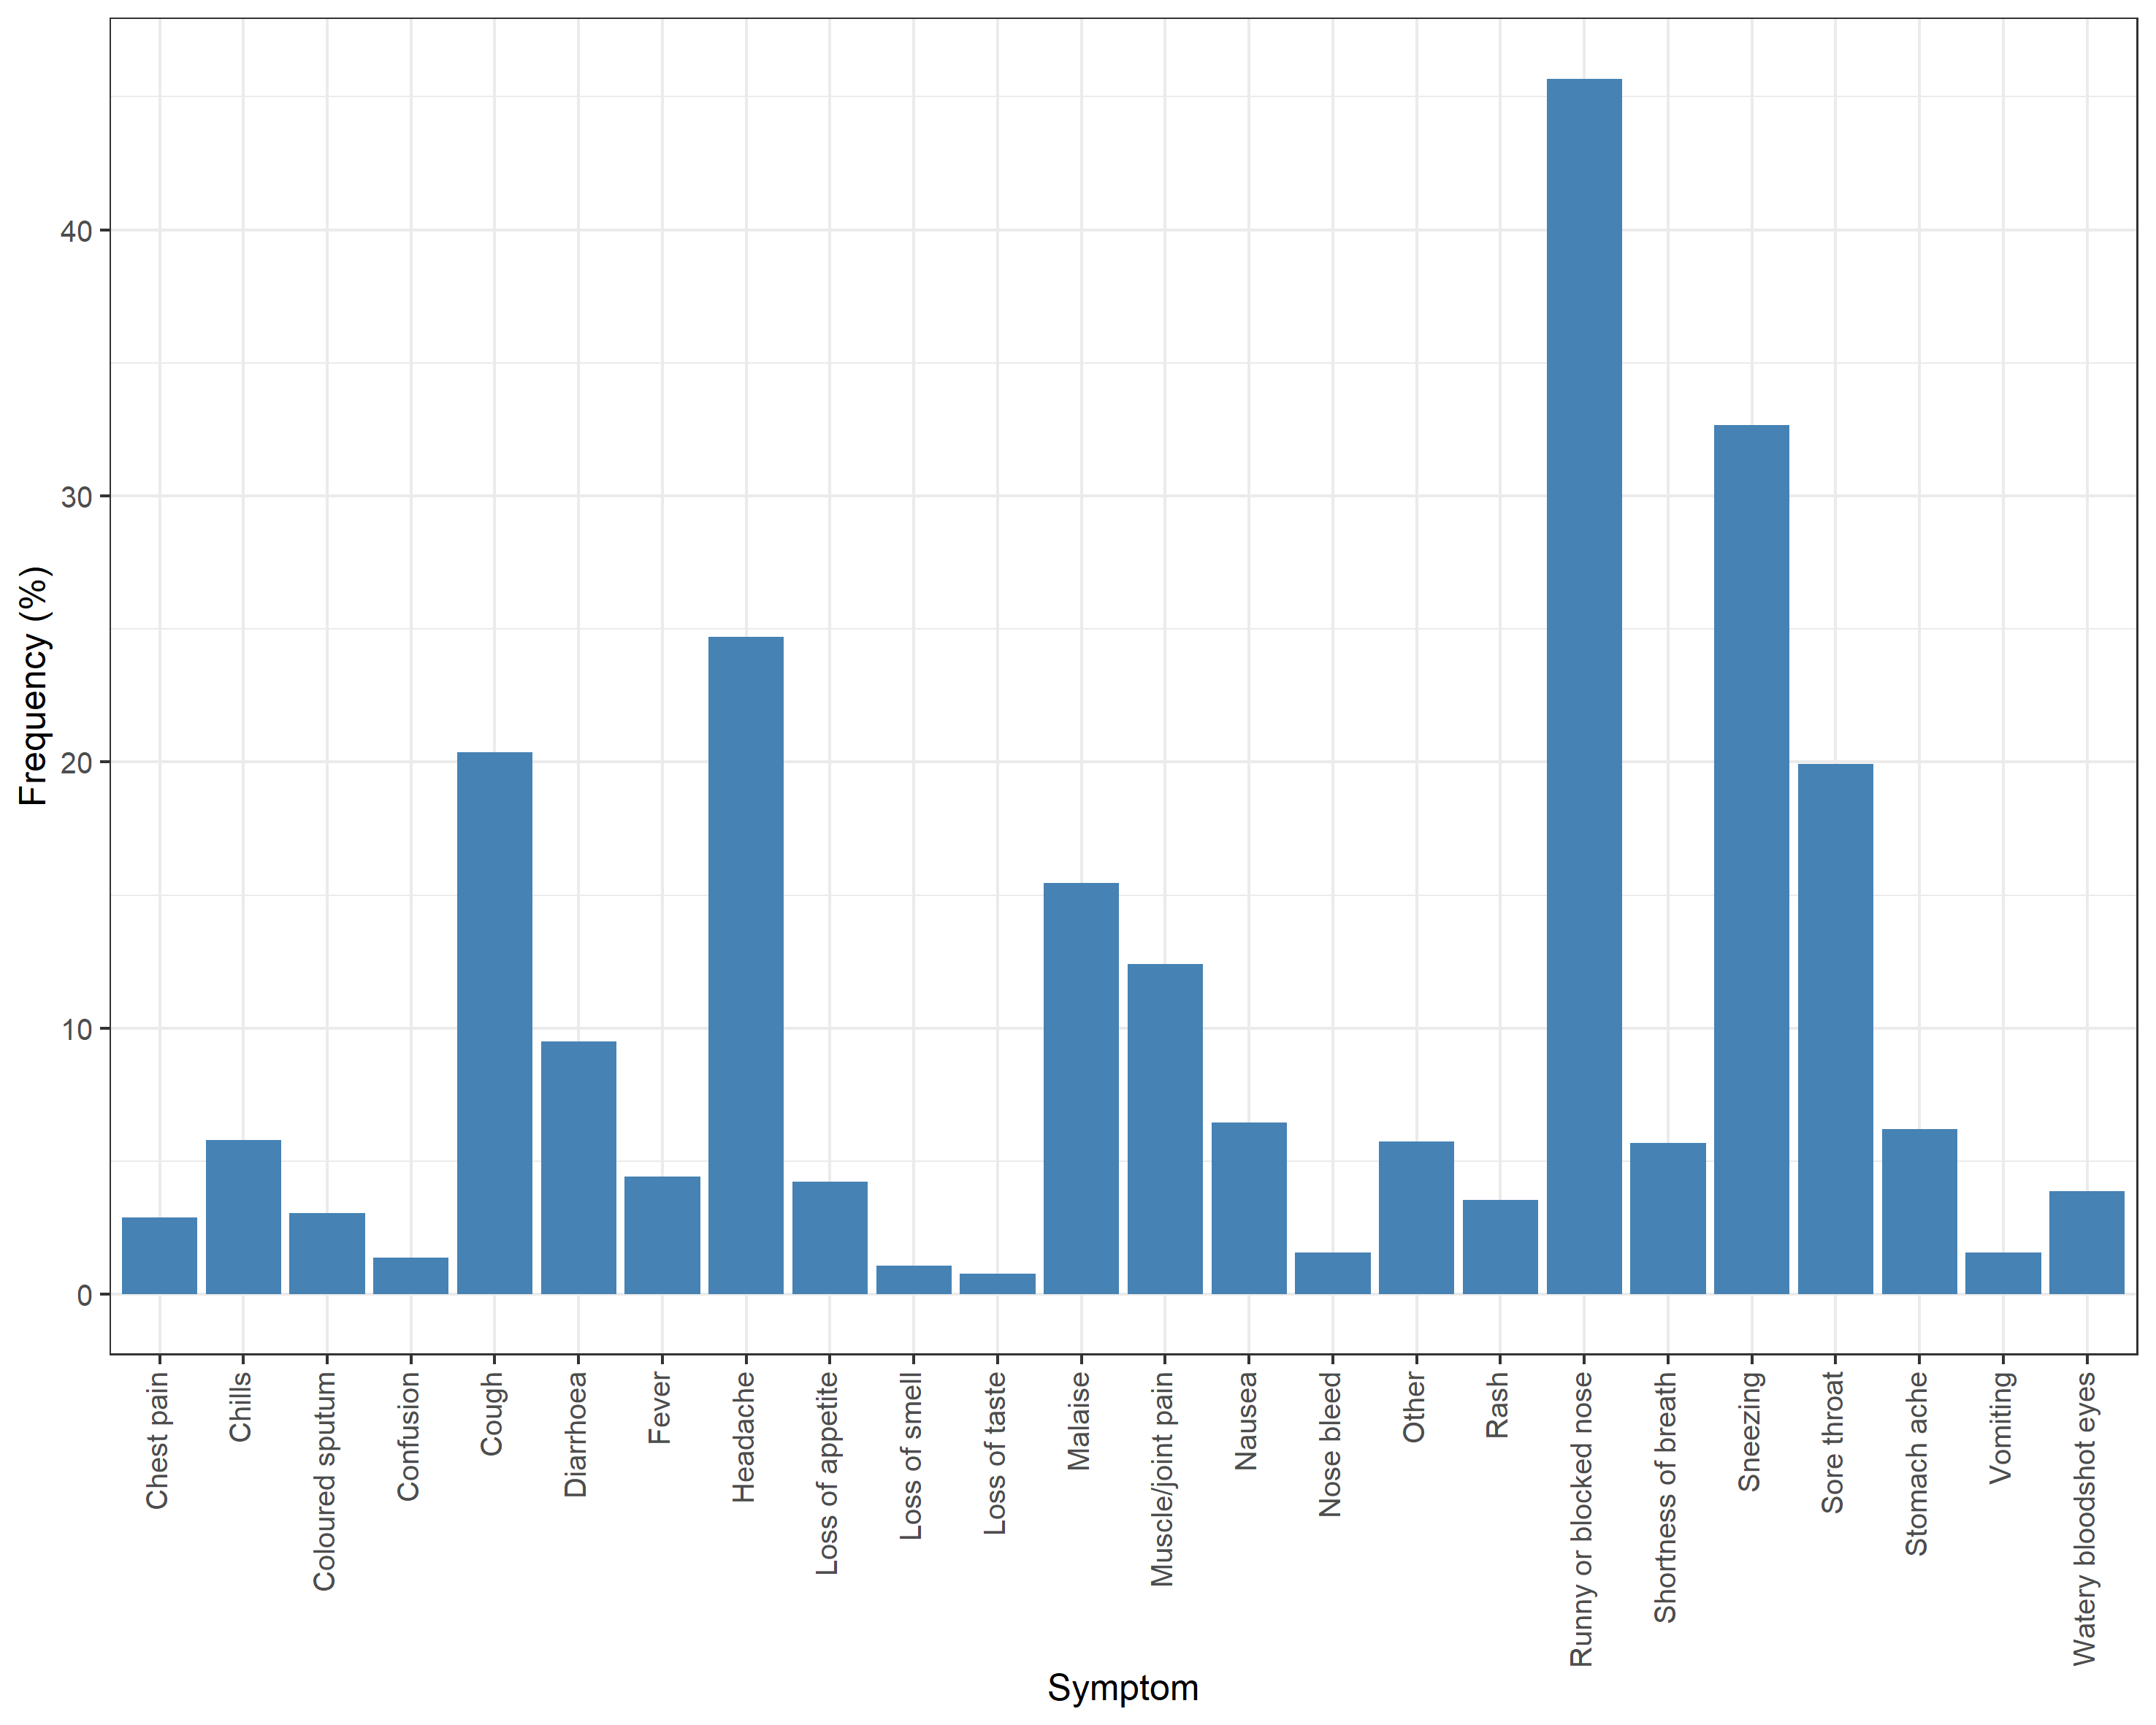 Frequency (%)
40
30
20
10
0
Chest pain
Chills
Coloured sputum
Confusion
Cough
Diarrhoea
Fever
Headache
Loss of appetite
Loss of smell
Loss of taste
Malaise
Muscle/joint pain
Nausea
Nose bleed
Other
Rash
Runny or blocked nose
Shortness of breath
Sneezing
Sore throat
Stomach ache
Vomiting
Watery bloodshot eyes
Symptom